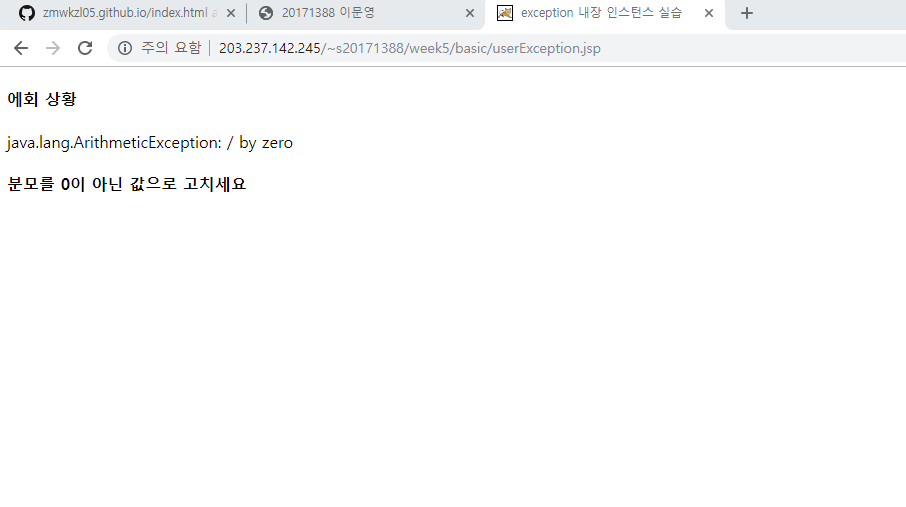 zmwkzl05.github.io/index.html a
20171388 이문영
exception 내장 인스턴스 실습
주의 요함 203.237.142.245/~s20171388/week5/basic/userException.jsp
에회 상황
java.lang.ArithmeticException: / by zero
분모를 0이 아닌 값으로 고치세요